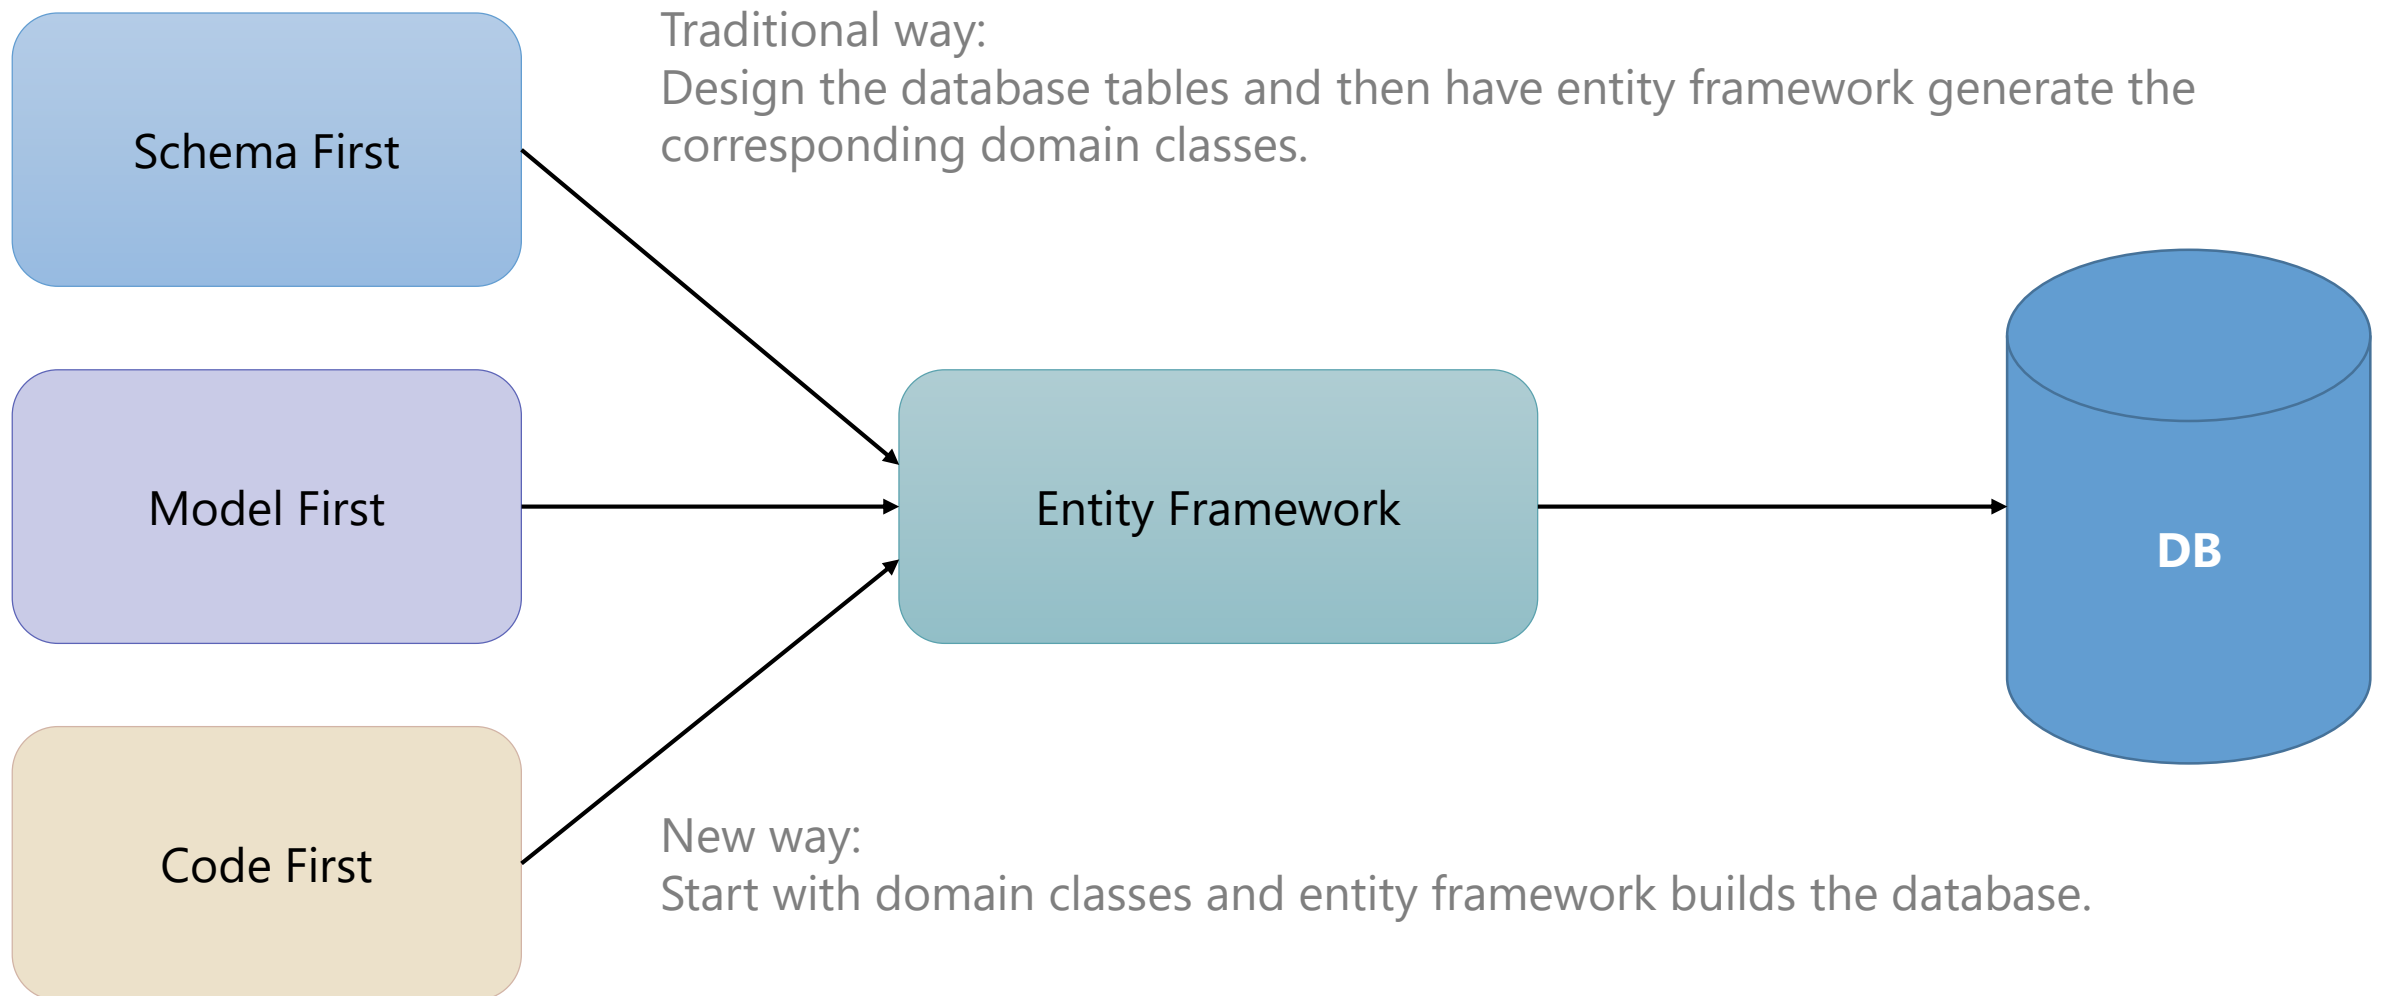 Traditional way:
Design the database tables and then have entity framework generate the
corresponding domain classes.
Schema First
Model First
Entity Framework
DB
Code First
New way:
Start with domain classes and entity framework builds the database.